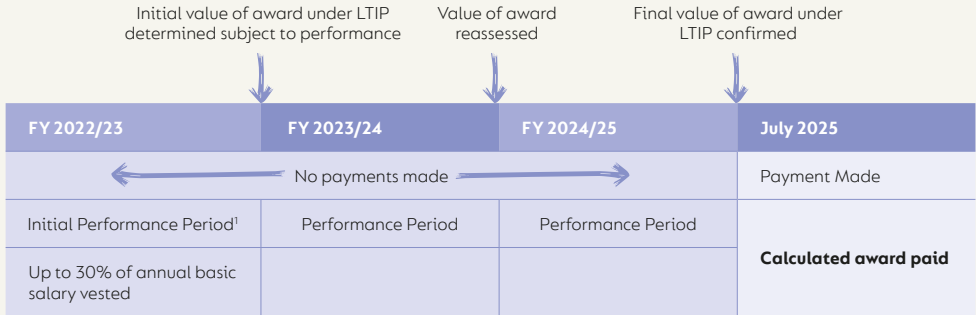 Initial value of award under LTIP
determined subject to performance
Value of award
reassessed
Final value of award under
LTIP confirmed
FY 2022/23
FY 2023/24
FY 2024/25
July 2025
No payments made
Payment Made
Initial Performance Period¹
Performance Period
Performance Period
Calculated award paid
Up to 30% of annual basic
salary vested